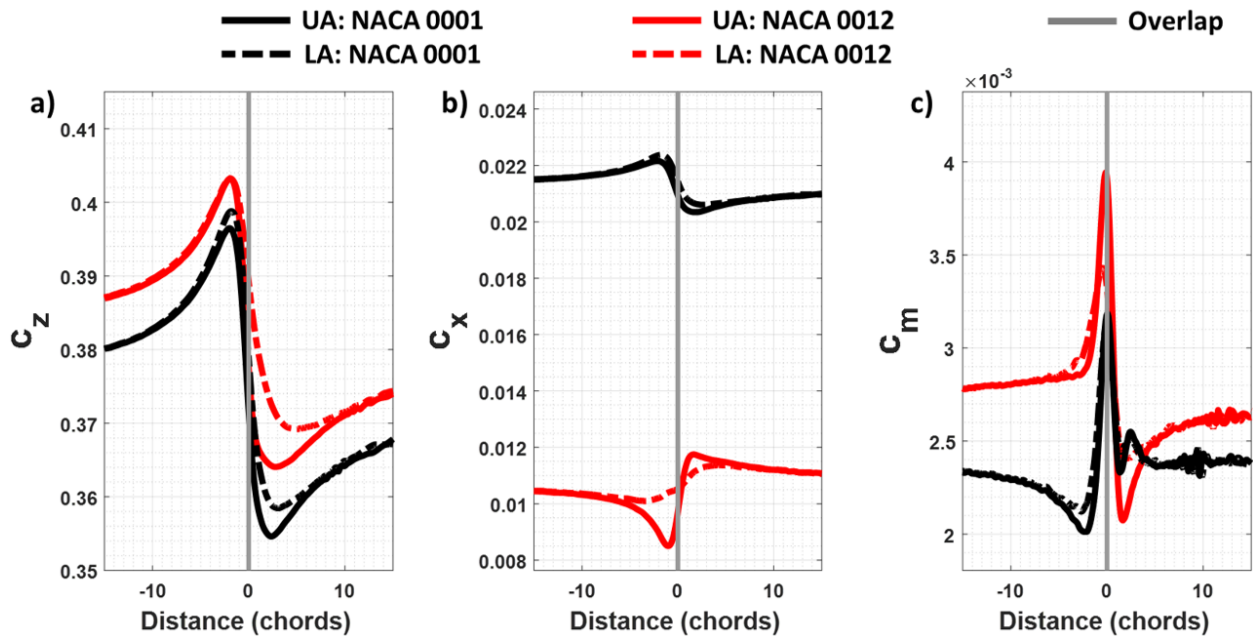 UA: NACA 0001 UA: NACA 0012 Overlap
LA: NACA 0001 LA: NACA 0012
a) b) c) ×10⁻³
0.41
0.4
0.39
0.38
0.37
0.36
0.35
c_z
-10 0 10
Distance (chords)
0.024
0.022
0.02
0.018
0.016
0.014
0.012
0.01
0.008
c_x
-10 0 10
Distance (chords)
4
3.5
3
2.5
2
c_m
-10 0 10
Distance (chords)